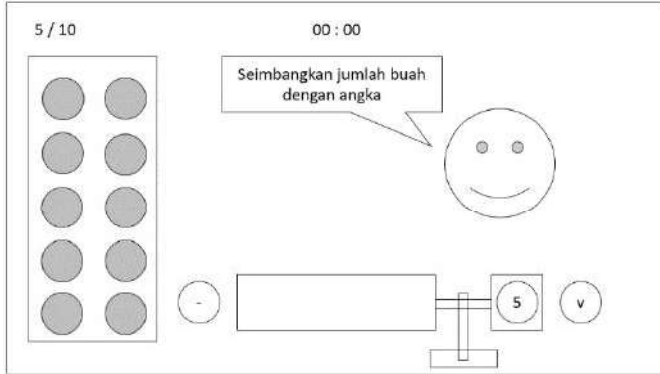 5 / 10
00 : 00
Seimbangkan jumlah buah
dengan angka
-
5
v